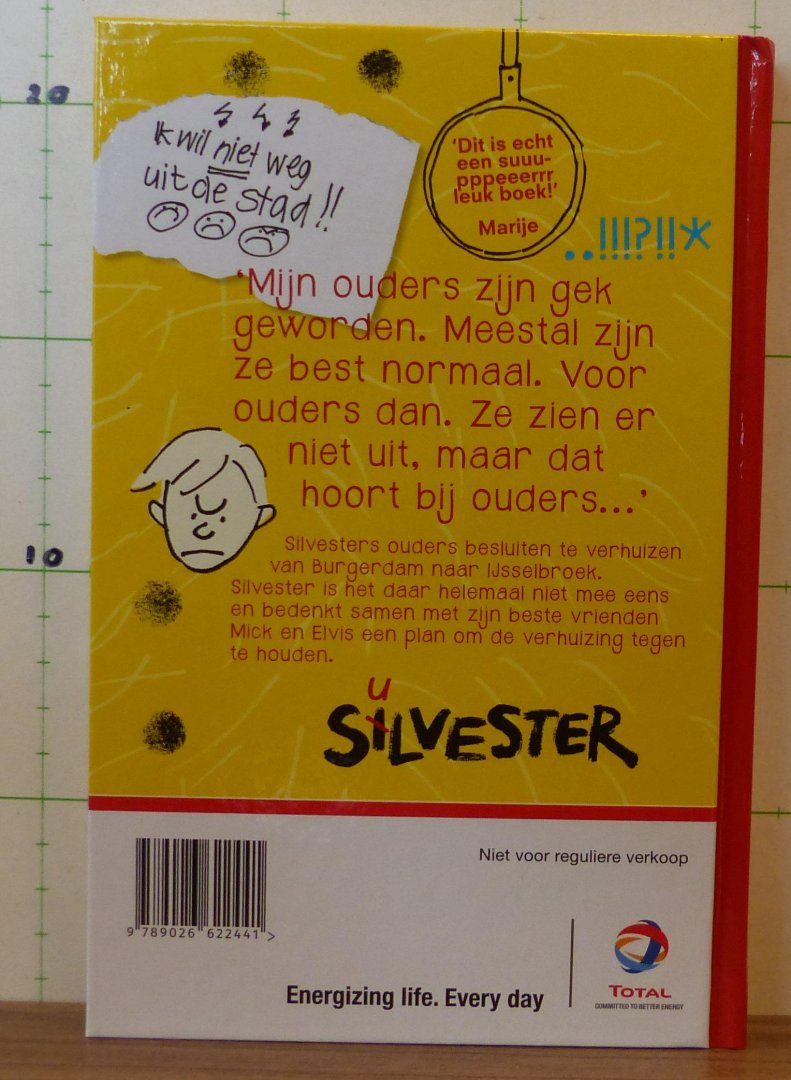 20
10
Ik wil niet weg
uit de stad!!
'Dit is echt
een suuu-
pppeeerrr
leuk boek!'
Marije
..!!!?!!*
'Mijn ouders zijn gek
geworden. Meestal zijn
ze best normaal. Voor
ouders dan. Ze zien er
niet uit, maar dat
hoort bij ouders...'
Silvesters ouders besluiten te verhuizen
van Burgerdam naar IJsselbroek.
Silvester is het daar helemaal niet mee eens
en bedenkt samen met zijn beste vrienden
Mick en Elvis een plan om de verhuizing tegen
te houden.
u
SILVESTER
Niet voor reguliere verkoop
9 789026 622441 >
Energizing life. Every day
TOTAL
COMMITTED TO BETTER ENERGY